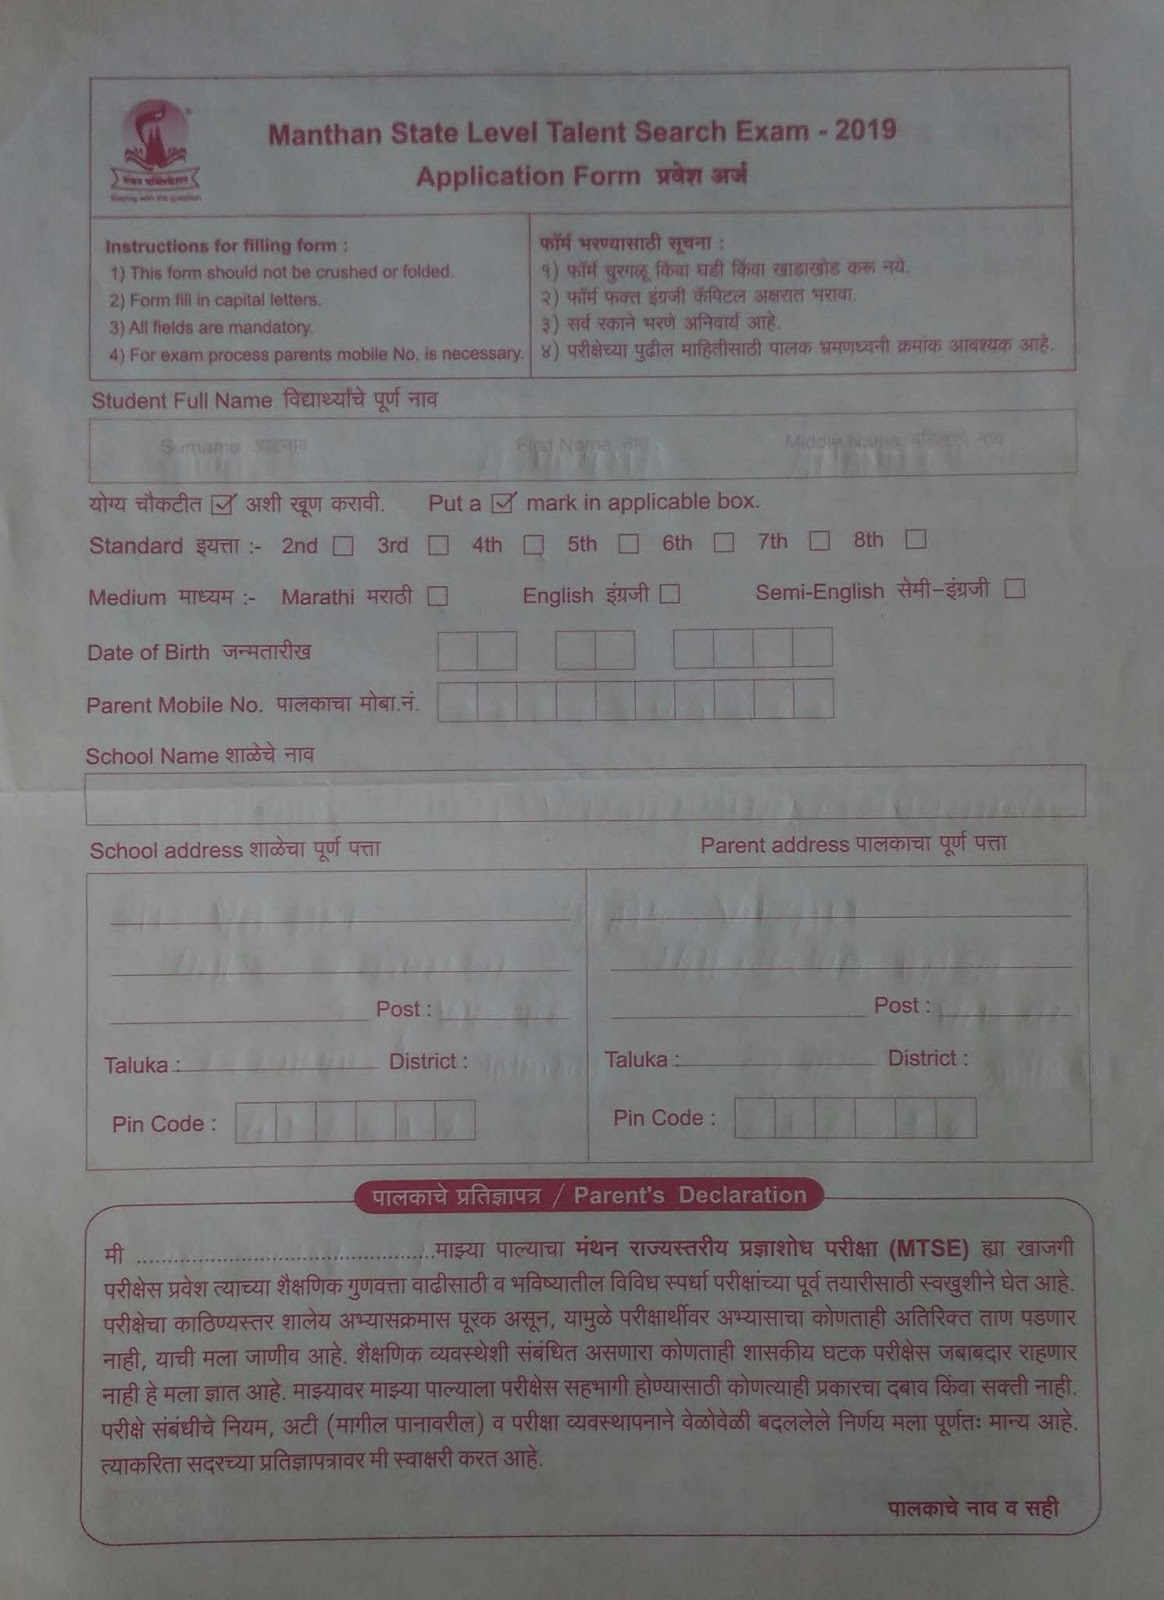 मंथन पब्लिकेशन
Manthan State Level Talent Search Exam - 2019
Application Form प्रवेश अर्ज
Instructions for filling form :
1) This form should not be crushed or folded.
2) Form fill in capital letters.
3) All fields are mandatory.
4) For exam process parents mobile No. is necessary.
फॉर्म भरण्यासाठी सूचना :
१) फॉर्म चुरगळू किंवा घडी किंवा खाडाखोड करू नये.
२) फॉर्म फक्त इंग्रजी कॅपिटल अक्षरात भरावा.
३) सर्व रकाने भरणे अनिवार्य आहे.
४) परीक्षेच्या पुढील माहितीसाठी पालक भ्रमणध्वनी क्रमांक आवश्यक आहे.
Student Full Name विद्यार्थ्यांचे पूर्ण नाव
Surname आडनाव First Name नाव Middle Name वडिलांचे नाव
योग्य चौकटीत ☑ अशी खूण करावी. Put a ☑ mark in applicable box.
Standard इयत्ता :- 2nd ☐ 3rd ☐ 4th ☐ 5th ☐ 6th ☐ 7th ☐ 8th ☐
Medium माध्यम :- Marathi मराठी ☐ English इंग्रजी ☐ Semi-English सेमी-इंग्रजी ☐
Date of Birth जन्मतारीख
Parent Mobile No. पालकाचा मोबा.नं.
School Name शाळेचे नाव
School address शाळेचा पूर्ण पत्ता Parent address पालकाचा पूर्ण पत्ता
Post : Post :
Taluka : District : Taluka : District :
Pin Code : Pin Code :
पालकाचे प्रतिज्ञापत्र / Parent's Declaration
मी ............................................माझ्या पाल्याचा मंथन राज्यस्तरीय प्रज्ञाशोध परीक्षा (MTSE) ह्या खाजगी
परीक्षेस प्रवेश त्याच्या शैक्षणिक गुणवत्ता वाढीसाठी व भविष्यातील विविध स्पर्धा परीक्षांच्या पूर्व तयारीसाठी स्वखुशीने घेत आहे.
परीक्षेचा काठिण्यस्तर शालेय अभ्यासक्रमास पूरक असून, यामुळे परीक्षार्थीवर अभ्यासाचा कोणताही अतिरिक्त ताण पडणार
नाही, याची मला जाणीव आहे. शैक्षणिक व्यवस्थेशी संबंधित असणारा कोणताही शासकीय घटक परीक्षेस जबाबदार राहणार
नाही हे मला ज्ञात आहे. माझ्यावर माझ्या पाल्याला परीक्षेस सहभागी होण्यासाठी कोणत्याही प्रकारचा दबाव किंवा सक्ती नाही.
परीक्षे संबंधीचे नियम, अटी (मागील पानावरील) व परीक्षा व्यवस्थापनाने वेळोवेळी बदललेले निर्णय मला पूर्णतः मान्य आहे.
त्याकरिता सदरच्या प्रतिज्ञापत्रावर मी स्वाक्षरी करत आहे.
पालकाचे नाव व सही